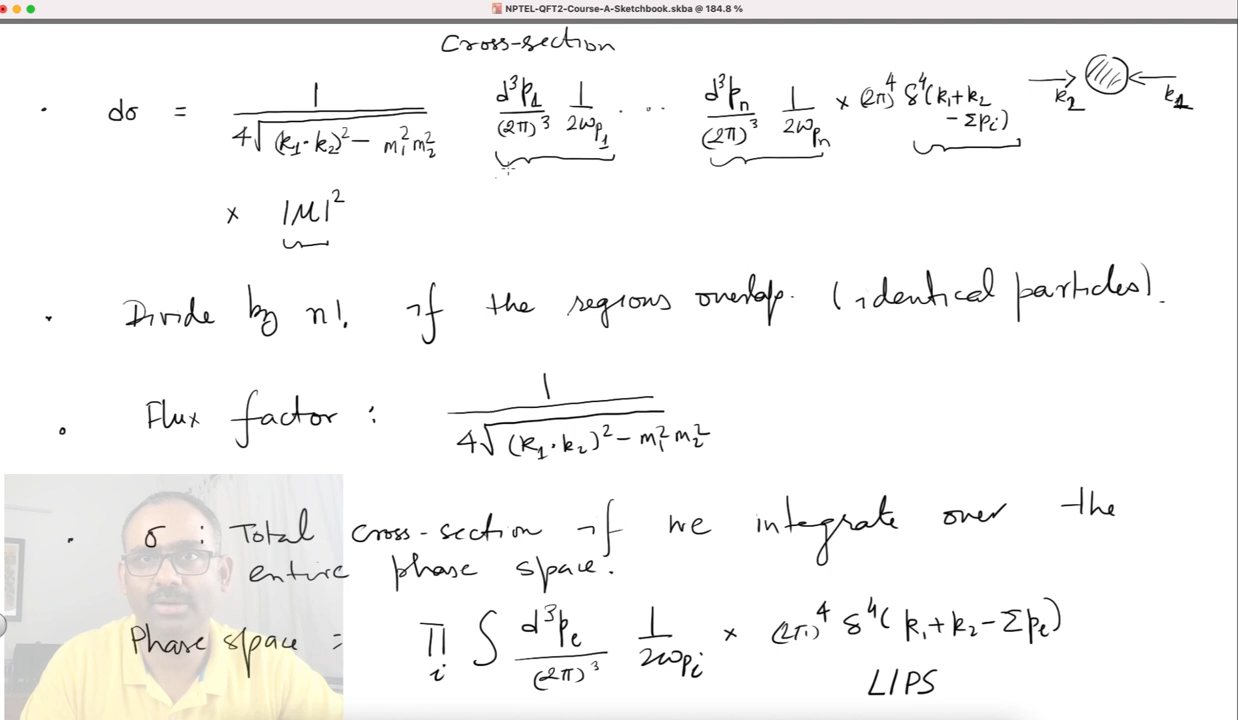 NPTEL-QFT2-Course-A-Sketchbook.skba @ 184.8 %
Cross-section
• dσ = 1 / 4√((k₁·k₂)² − m₁²m₂²) d³p₁/(2π)³ 1/2ω_p₁ ... d³pₙ/(2π)³ 1/2ω_pₙ × (2π)⁴ δ⁴(k₁+k₂ − Σpᵢ) k₂ k₁
× |M|²
• Divide by n! if the regions overlap. (identical particles).
• Flux factor : 1 / 4√((k₁·k₂)² − m₁²m₂²)
• σ : Total cross-section if we integrate over the
entire phase space.
Phase space = Π_i ∫ d³pᵢ/(2π)³ 1/2ω_pᵢ × (2π)⁴ δ⁴(k₁+k₂−Σpᵢ)
LIPS